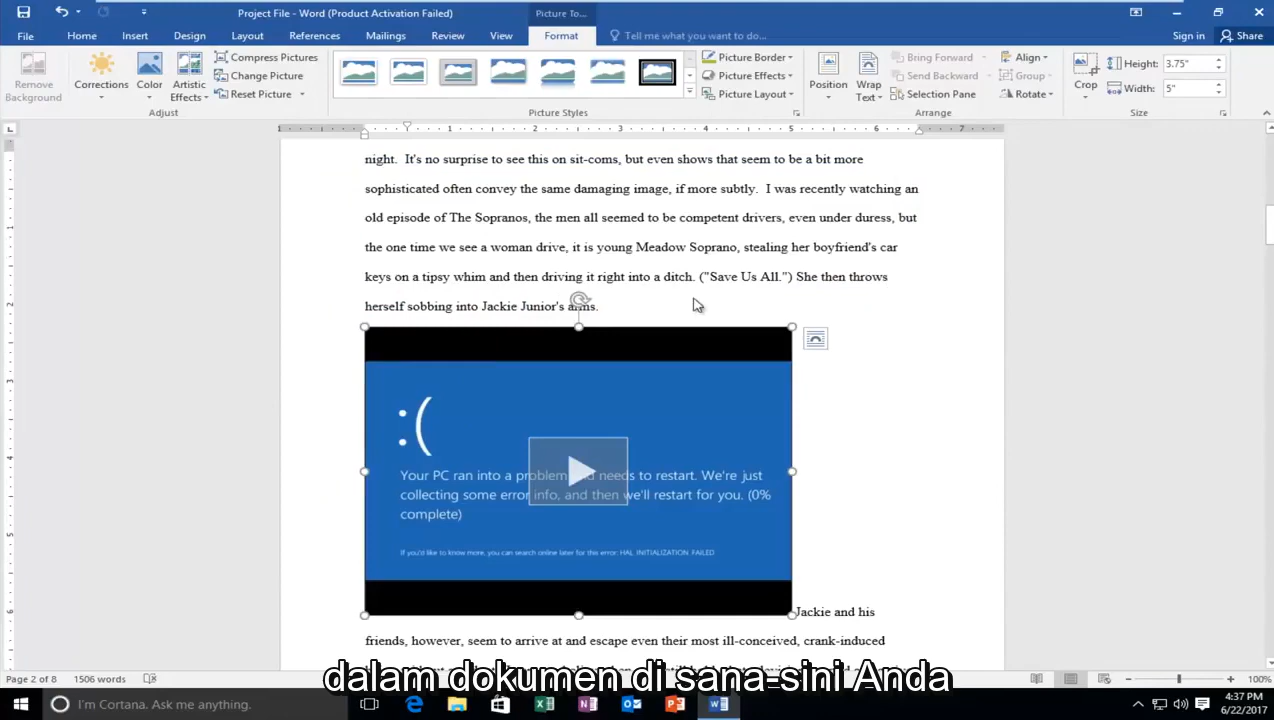 Project File - Word (Product Activation Failed)
Picture To...
File
Home
Insert
Design
Layout
References
Mailings
Review
View
Format
Tell me what you want to do...
Sign in
Share
Remove Background
Corrections
Color
Artistic Effects
Compress Pictures
Change Picture
Reset Picture
Adjust
Picture Styles
Picture Border
Picture Effects
Picture Layout
Position
Wrap Text
Bring Forward
Send Backward
Selection Pane
Align
Group
Rotate
Arrange
Crop
Height: 3.75"
Width: 5"
Size
1 1 2 3 4 5 6 7
night. It's no surprise to see this on sit-coms, but even shows that seem to be a bit more
sophisticated often convey the same damaging image, if more subtly. I was recently watching an
old episode of The Sopranos, the men all seemed to be competent drivers, even under duress, but
the one time we see a woman drive, it is young Meadow Soprano, stealing her boyfriend's car
keys on a tipsy whim and then driving it right into a ditch. ("Save Us All.") She then throws
herself sobbing into Jackie Junior's arms.
:(
Your PC ran into a problem and needs to restart. We're just
collecting some error info, and then we'll restart for you. (0%
complete)
If you'd like to know more, you can search online later for this error: HAL INITIALIZATION FAILED
Jackie and his
friends, however, seem to arrive at and escape even their most ill-conceived, crank-induced
dalam dokumen di sana-sini Anda
Page 2 of 8
1506 words
100%
I'm Cortana. Ask me anything.
4:37 PM
6/22/2017